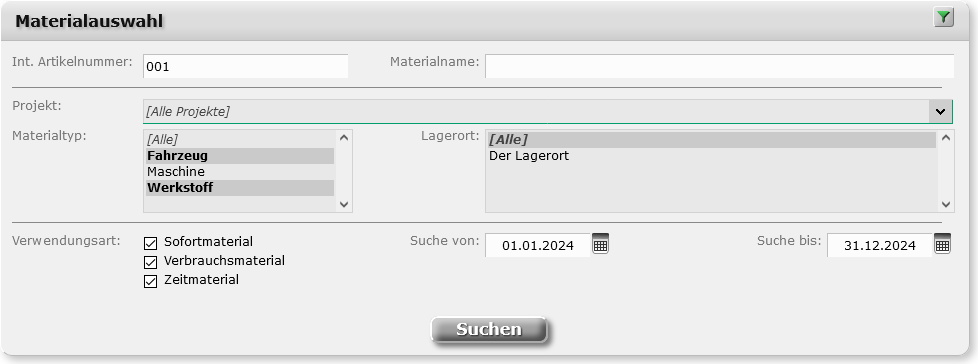 Materialauswahl
Int. Artikelnummer: 001 Materialname:
Projekt: [Alle Projekte]
Materialtyp: [Alle] Lagerort: [Alle]
Fahrzeug Der Lagerort
Maschine
Werkstoff
Verwendungsart: Sofortmaterial Suche von: 01.01.2024 Suche bis: 31.12.2024
Verbrauchsmaterial
Zeitmaterial
Suchen